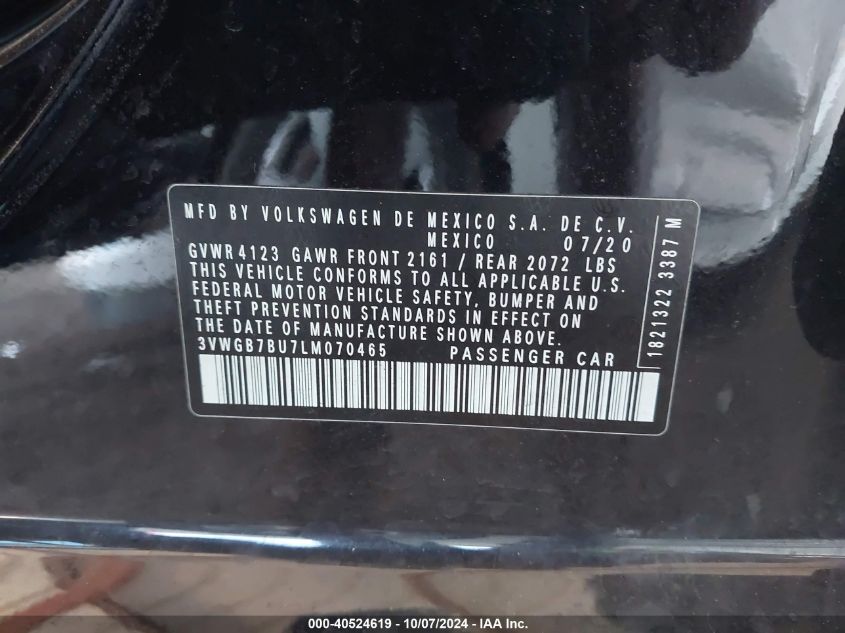 MFD BY VOLKSWAGEN DE MEXICO S.A. DE C.V.
MEXICO 07/20
GVWR 4123 GAWR FRONT 2161 / REAR 2072 LBS
THIS VEHICLE CONFORMS TO ALL APPLICABLE U.S.
FEDERAL MOTOR VEHICLE SAFETY, BUMPER AND
THEFT PREVENTION STANDARDS IN EFFECT ON
THE DATE OF MANUFACTURE SHOWN ABOVE.
3VWGB7BU7LM070465 PASSENGER CAR
1821322 3387 M
000-40524619 - 10/07/2024 - IAA Inc.